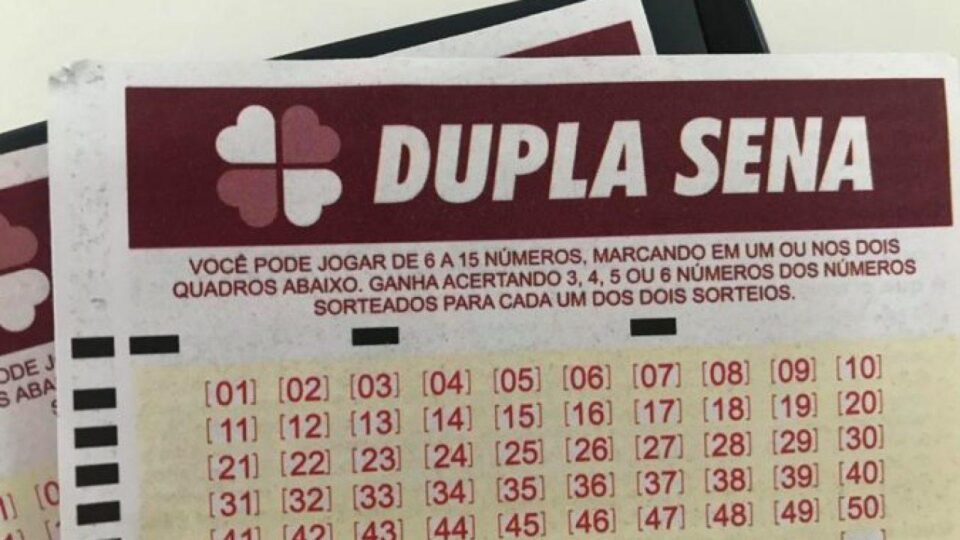 DUPLA SENA
VOCÊ PODE JOGAR DE 6 A 15 NÚMEROS, MARCANDO EM UM OU NOS DOIS
QUADROS ABAIXO. GANHA ACERTANDO 3, 4, 5 OU 6 NÚMEROS DOS NÚMEROS
SORTEADOS PARA CADA UM DOS DOIS SORTEIOS.
[01] [02] [03] [04] [05] [06] [07] [08] [09] [10]
[11] [12] [13] [14] [15] [16] [17] [18] [19] [20]
[21] [22] [23] [24] [25] [26] [27] [28] [29] [30]
[31] [32] [33] [34] [35] [36] [37] [38] [39] [40]
[41] [42] [43] [44] [45] [46] [47] [48] [49] [50]